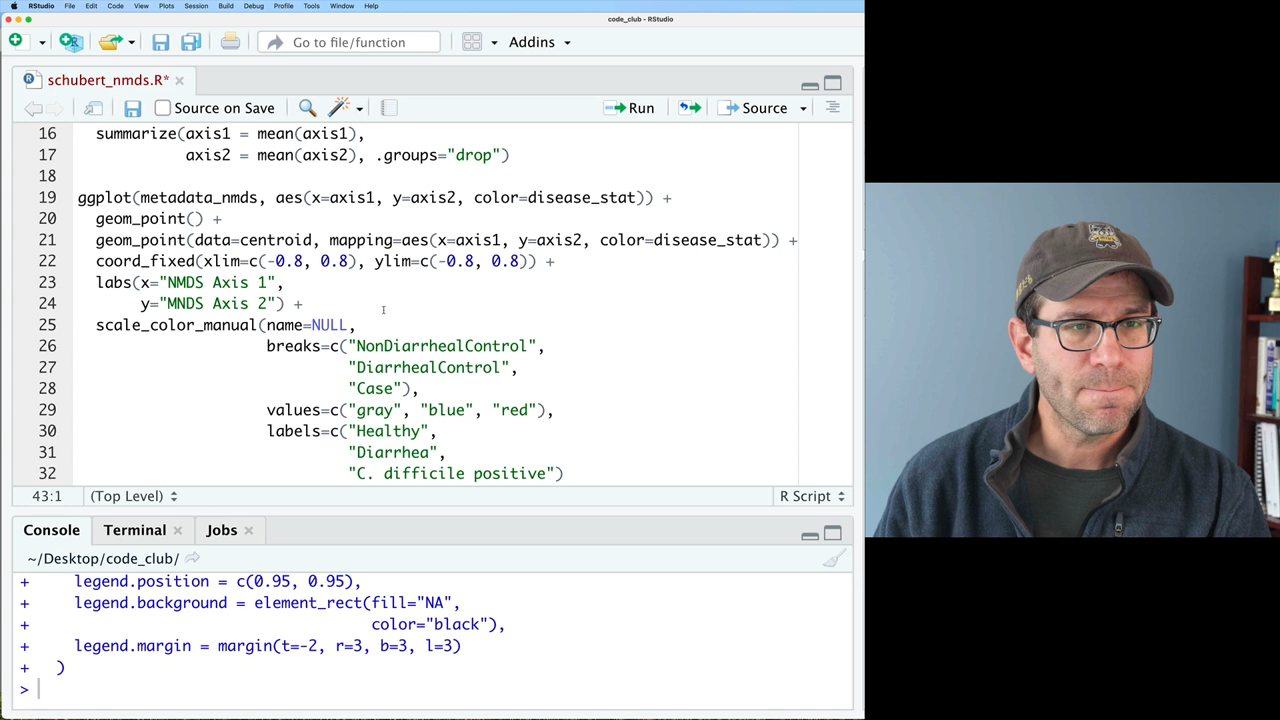 RStudio File Edit Code View Plots Session Build Debug Profile Tools Window Help
code_club - RStudio
Go to file/function Addins
schubert_nmds.R*
Source on Save Run Source
16 summarize(axis1 = mean(axis1),
17 axis2 = mean(axis2), .groups="drop")
18
19 ggplot(metadata_nmds, aes(x=axis1, y=axis2, color=disease_stat)) +
20 geom_point() +
21 geom_point(data=centroid, mapping=aes(x=axis1, y=axis2, color=disease_stat)) +
22 coord_fixed(xlim=c(-0.8, 0.8), ylim=c(-0.8, 0.8)) +
23 labs(x="NMDS Axis 1",
24 y="MNDS Axis 2") +
25 scale_color_manual(name=NULL,
26 breaks=c("NonDiarrhealControl",
27 "DiarrhealControl",
28 "Case"),
29 values=c("gray", "blue", "red"),
30 labels=c("Healthy",
31 "Diarrhea",
32 "C. difficile positive")
43:1 (Top Level) R Script
Console Terminal Jobs
~/Desktop/code_club/
+ legend.position = c(0.95, 0.95),
+ legend.background = element_rect(fill="NA",
+ color="black"),
+ legend.margin = margin(t=-2, r=3, b=3, l=3)
+ )
>